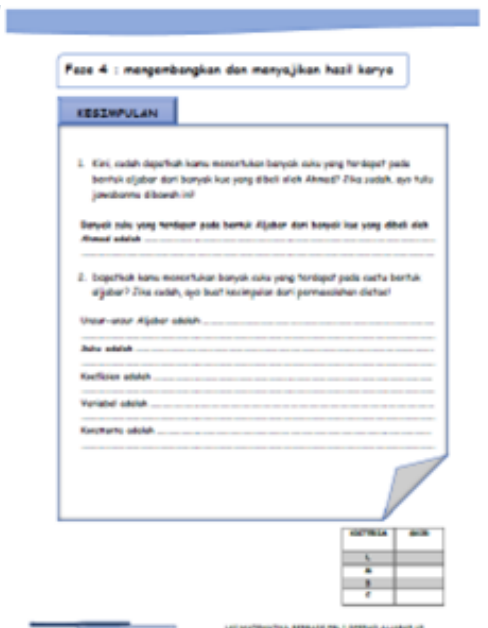 Fase 4 : mengembangkan dan menyajikan hasil karya
KESIMPULAN
1. Kini, sudah dapatkah kamu menentukan banyak suku yang terdapat pada
bentuk aljabar dari banyak kue yang dibeli oleh Ahmad? Jika sudah, ayo tulis
jawabanmu dibawah ini!
Banyak suku yang terdapat pada bentuk Aljabar dari banyak kue yang dibeli oleh
Ahmad adalah
2. Dapatkah kamu menentukan banyak suku yang terdapat pada suatu bentuk
aljabar? Jika sudah, ayo buat kesimpulan dari permasalahan diatas!
Unsur-unsur Aljabar adalah
Suku adalah
Koefisien adalah
Variabel adalah
Konstanta adalah
KRITERIA SKOR